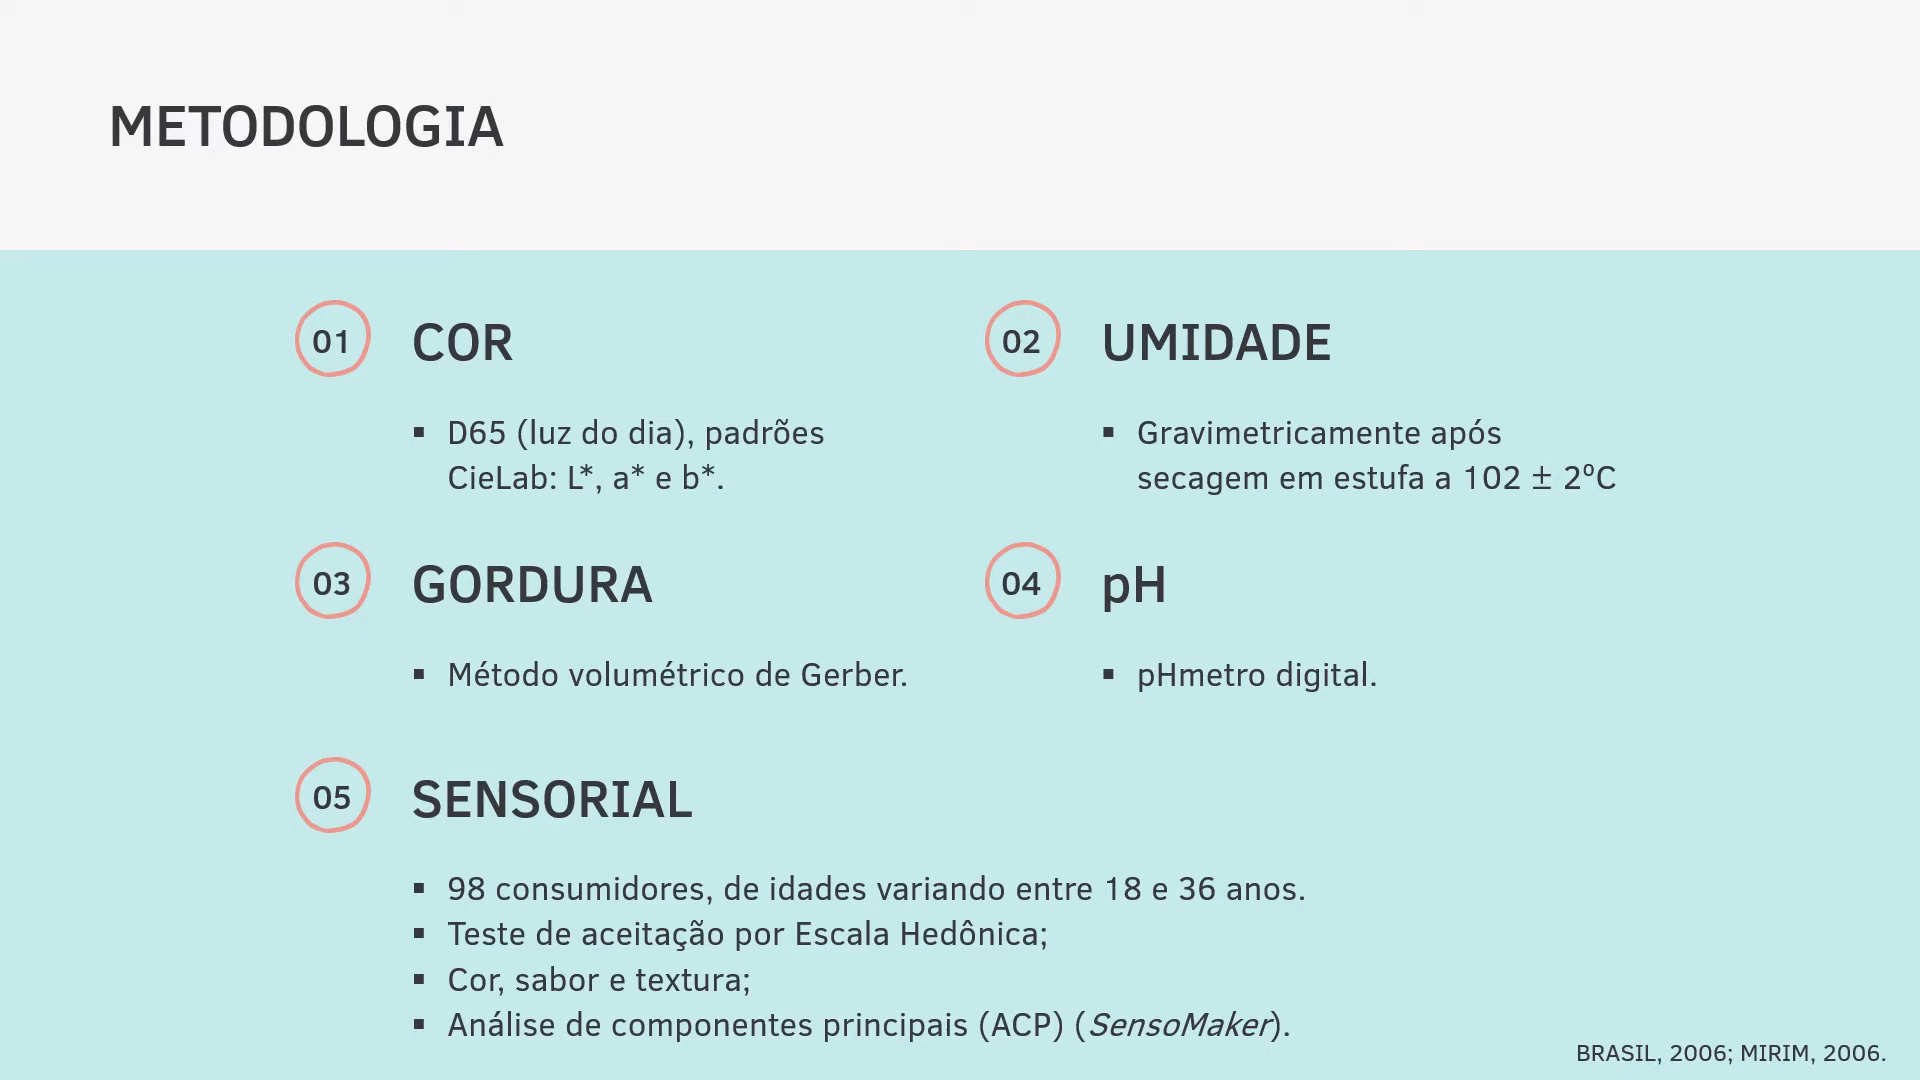 METODOLOGIA
01 COR
▪ D65 (luz do dia), padrões
CieLab: L*, a* e b*.
02 UMIDADE
▪ Gravimetricamente após
secagem em estufa a 102 ± 2ºC
03 GORDURA
▪ Método volumétrico de Gerber.
04 pH
▪ pHmetro digital.
05 SENSORIAL
▪ 98 consumidores, de idades variando entre 18 e 36 anos.
▪ Teste de aceitação por Escala Hedônica;
▪ Cor, sabor e textura;
▪ Análise de componentes principais (ACP) (SensoMaker).
BRASIL, 2006; MIRIM, 2006.